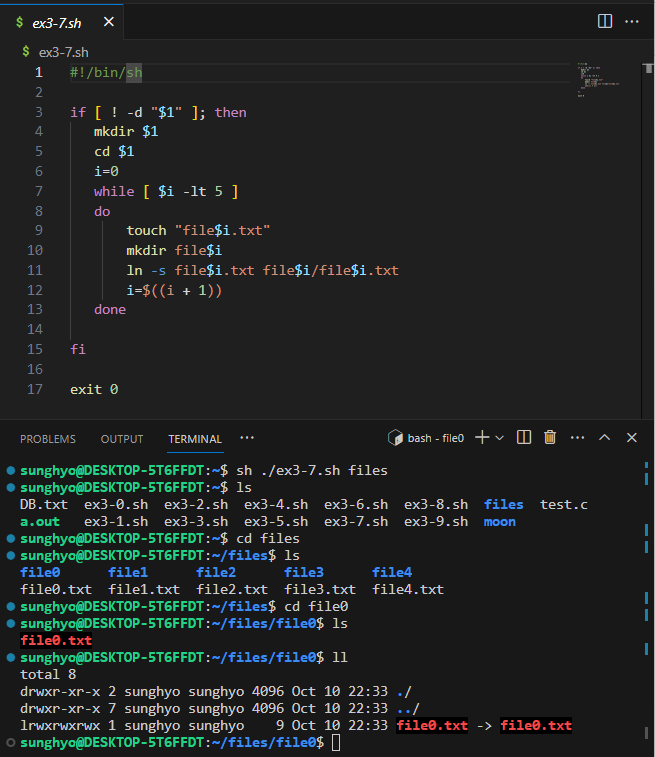 $ ex3-7.sh ×
$ ex3-7.sh
1 #!/bin/sh
2
3 if [ ! -d "$1" ]; then
4 mkdir $1
5 cd $1
6 i=0
7 while [ $i -lt 5 ]
8 do
9 touch "file$i.txt"
10 mkdir file$i
11 ln -s file$i.txt file$i/file$i.txt
12 i=$((i + 1))
13 done
14
15 fi
16
17 exit 0
PROBLEMS OUTPUT TERMINAL ··· bash - file0
sunghyo@DESKTOP-5T6FFDT:~$ sh ./ex3-7.sh files
sunghyo@DESKTOP-5T6FFDT:~$ ls
DB.txt ex3-0.sh ex3-2.sh ex3-4.sh ex3-6.sh ex3-8.sh files test.c
a.out ex3-1.sh ex3-3.sh ex3-5.sh ex3-7.sh ex3-9.sh moon
sunghyo@DESKTOP-5T6FFDT:~$ cd files
sunghyo@DESKTOP-5T6FFDT:~/files$ ls
file0 file1 file2 file3 file4
file0.txt file1.txt file2.txt file3.txt file4.txt
sunghyo@DESKTOP-5T6FFDT:~/files$ cd file0
sunghyo@DESKTOP-5T6FFDT:~/files/file0$ ls
file0.txt
sunghyo@DESKTOP-5T6FFDT:~/files/file0$ ll
total 8
drwxr-xr-x 2 sunghyo sunghyo 4096 Oct 10 22:33 ./
drwxr-xr-x 7 sunghyo sunghyo 4096 Oct 10 22:33 ../
lrwxrwxrwx 1 sunghyo sunghyo 9 Oct 10 22:33 file0.txt -> file0.txt
sunghyo@DESKTOP-5T6FFDT:~/files/file0$